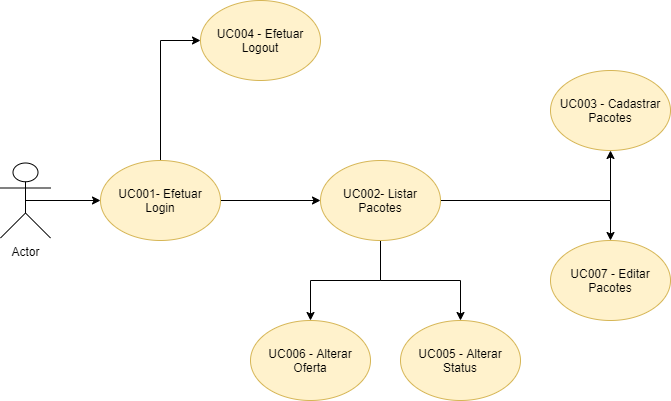 UC004 - Efetuar
Logout
UC003 - Cadastrar
Pacotes
UC001- Efetuar
Login
UC002- Listar
Pacotes
Actor
UC007 - Editar
Pacotes
UC006 - Alterar
Oferta
UC005 - Alterar
Status